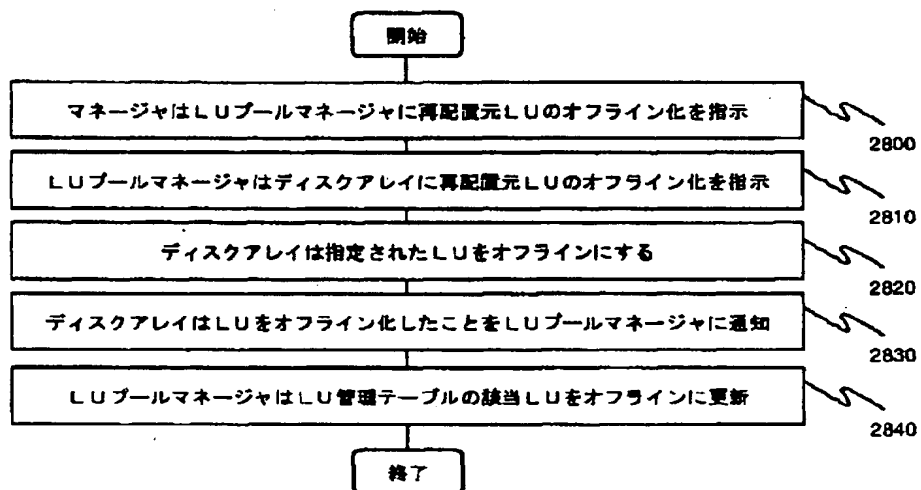 開始
マネージャはLUプールマネージャに再配置元LUのオフライン化を指示
2800
LUプールマネージャはディスクアレイに再配置元LUのオフライン化を指示
2810
ディスクアレイは指定されたLUをオフラインにする
2820
ディスクアレイはLUをオフライン化したことをLUプールマネージャに通知
2830
LUプールマネージャはLU管理テーブルの該当LUをオフラインに更新
2840
終了